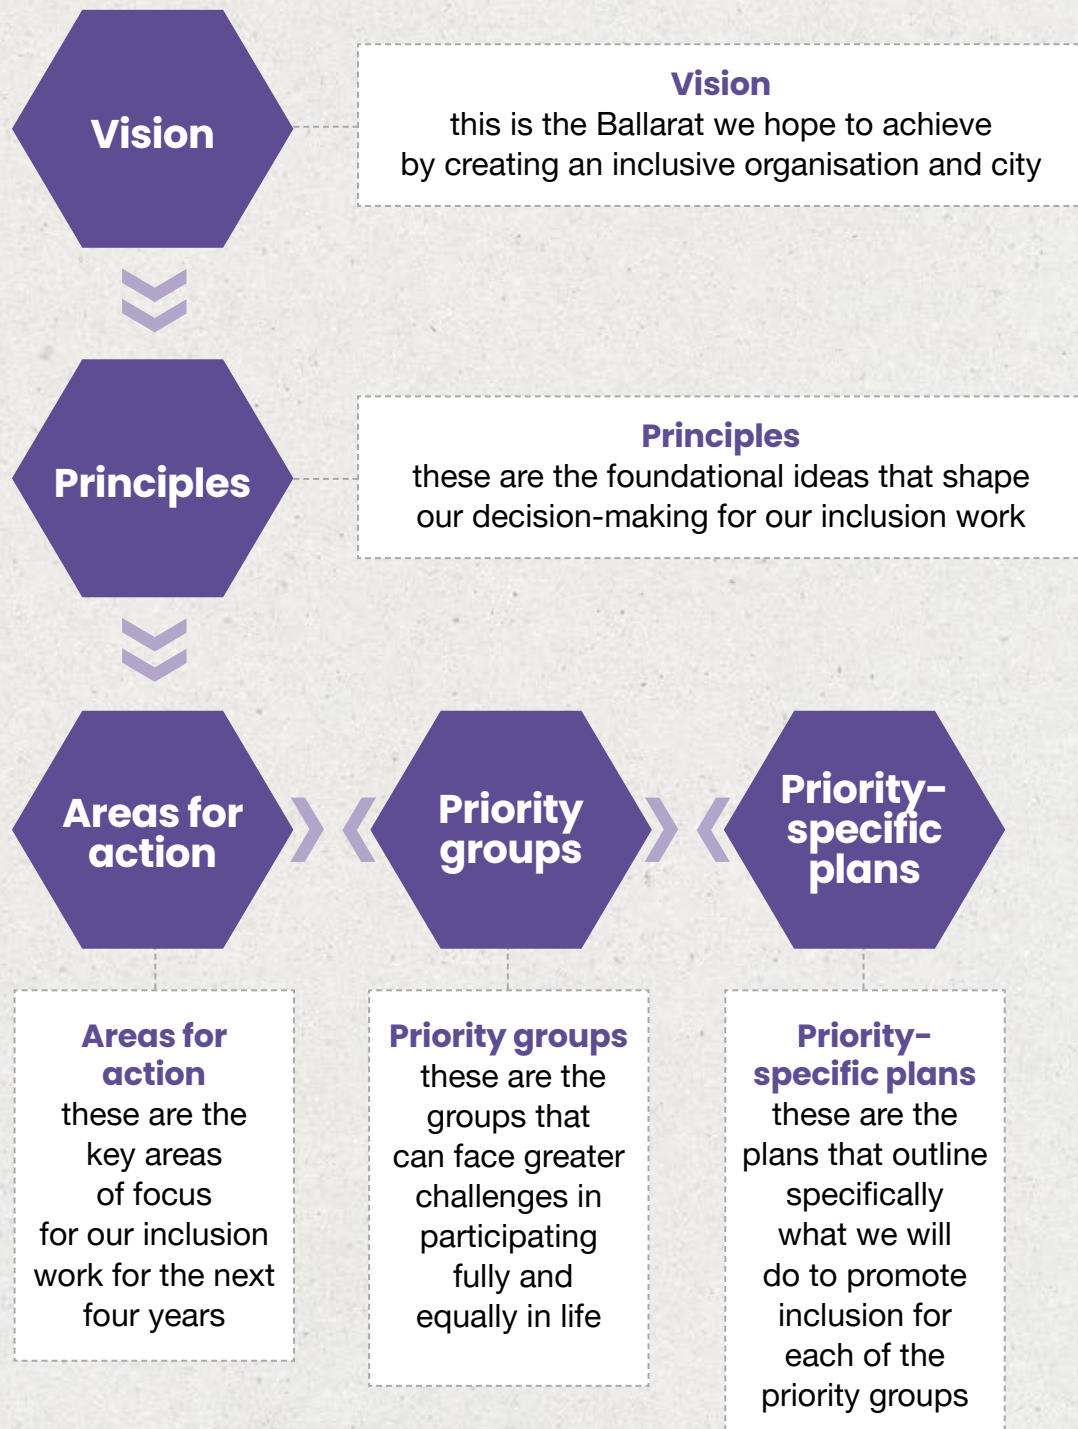 Vision
Vision
this is the Ballarat we hope to achieve
by creating an inclusive organisation and city
Principles
Principles
these are the foundational ideas that shape
our decision-making for our inclusion work
Areas for
action
Priority
groups
Priority-
specific
plans
Areas for
action
these are the
key areas
of focus
for our inclusion
work for the next
four years
Priority groups
these are the
groups that
can face greater
challenges in
participating
fully and
equally in life
Priority-
specific plans
these are the
plans that outline
specifically
what we will
do to promote
inclusion for
each of the
priority groups